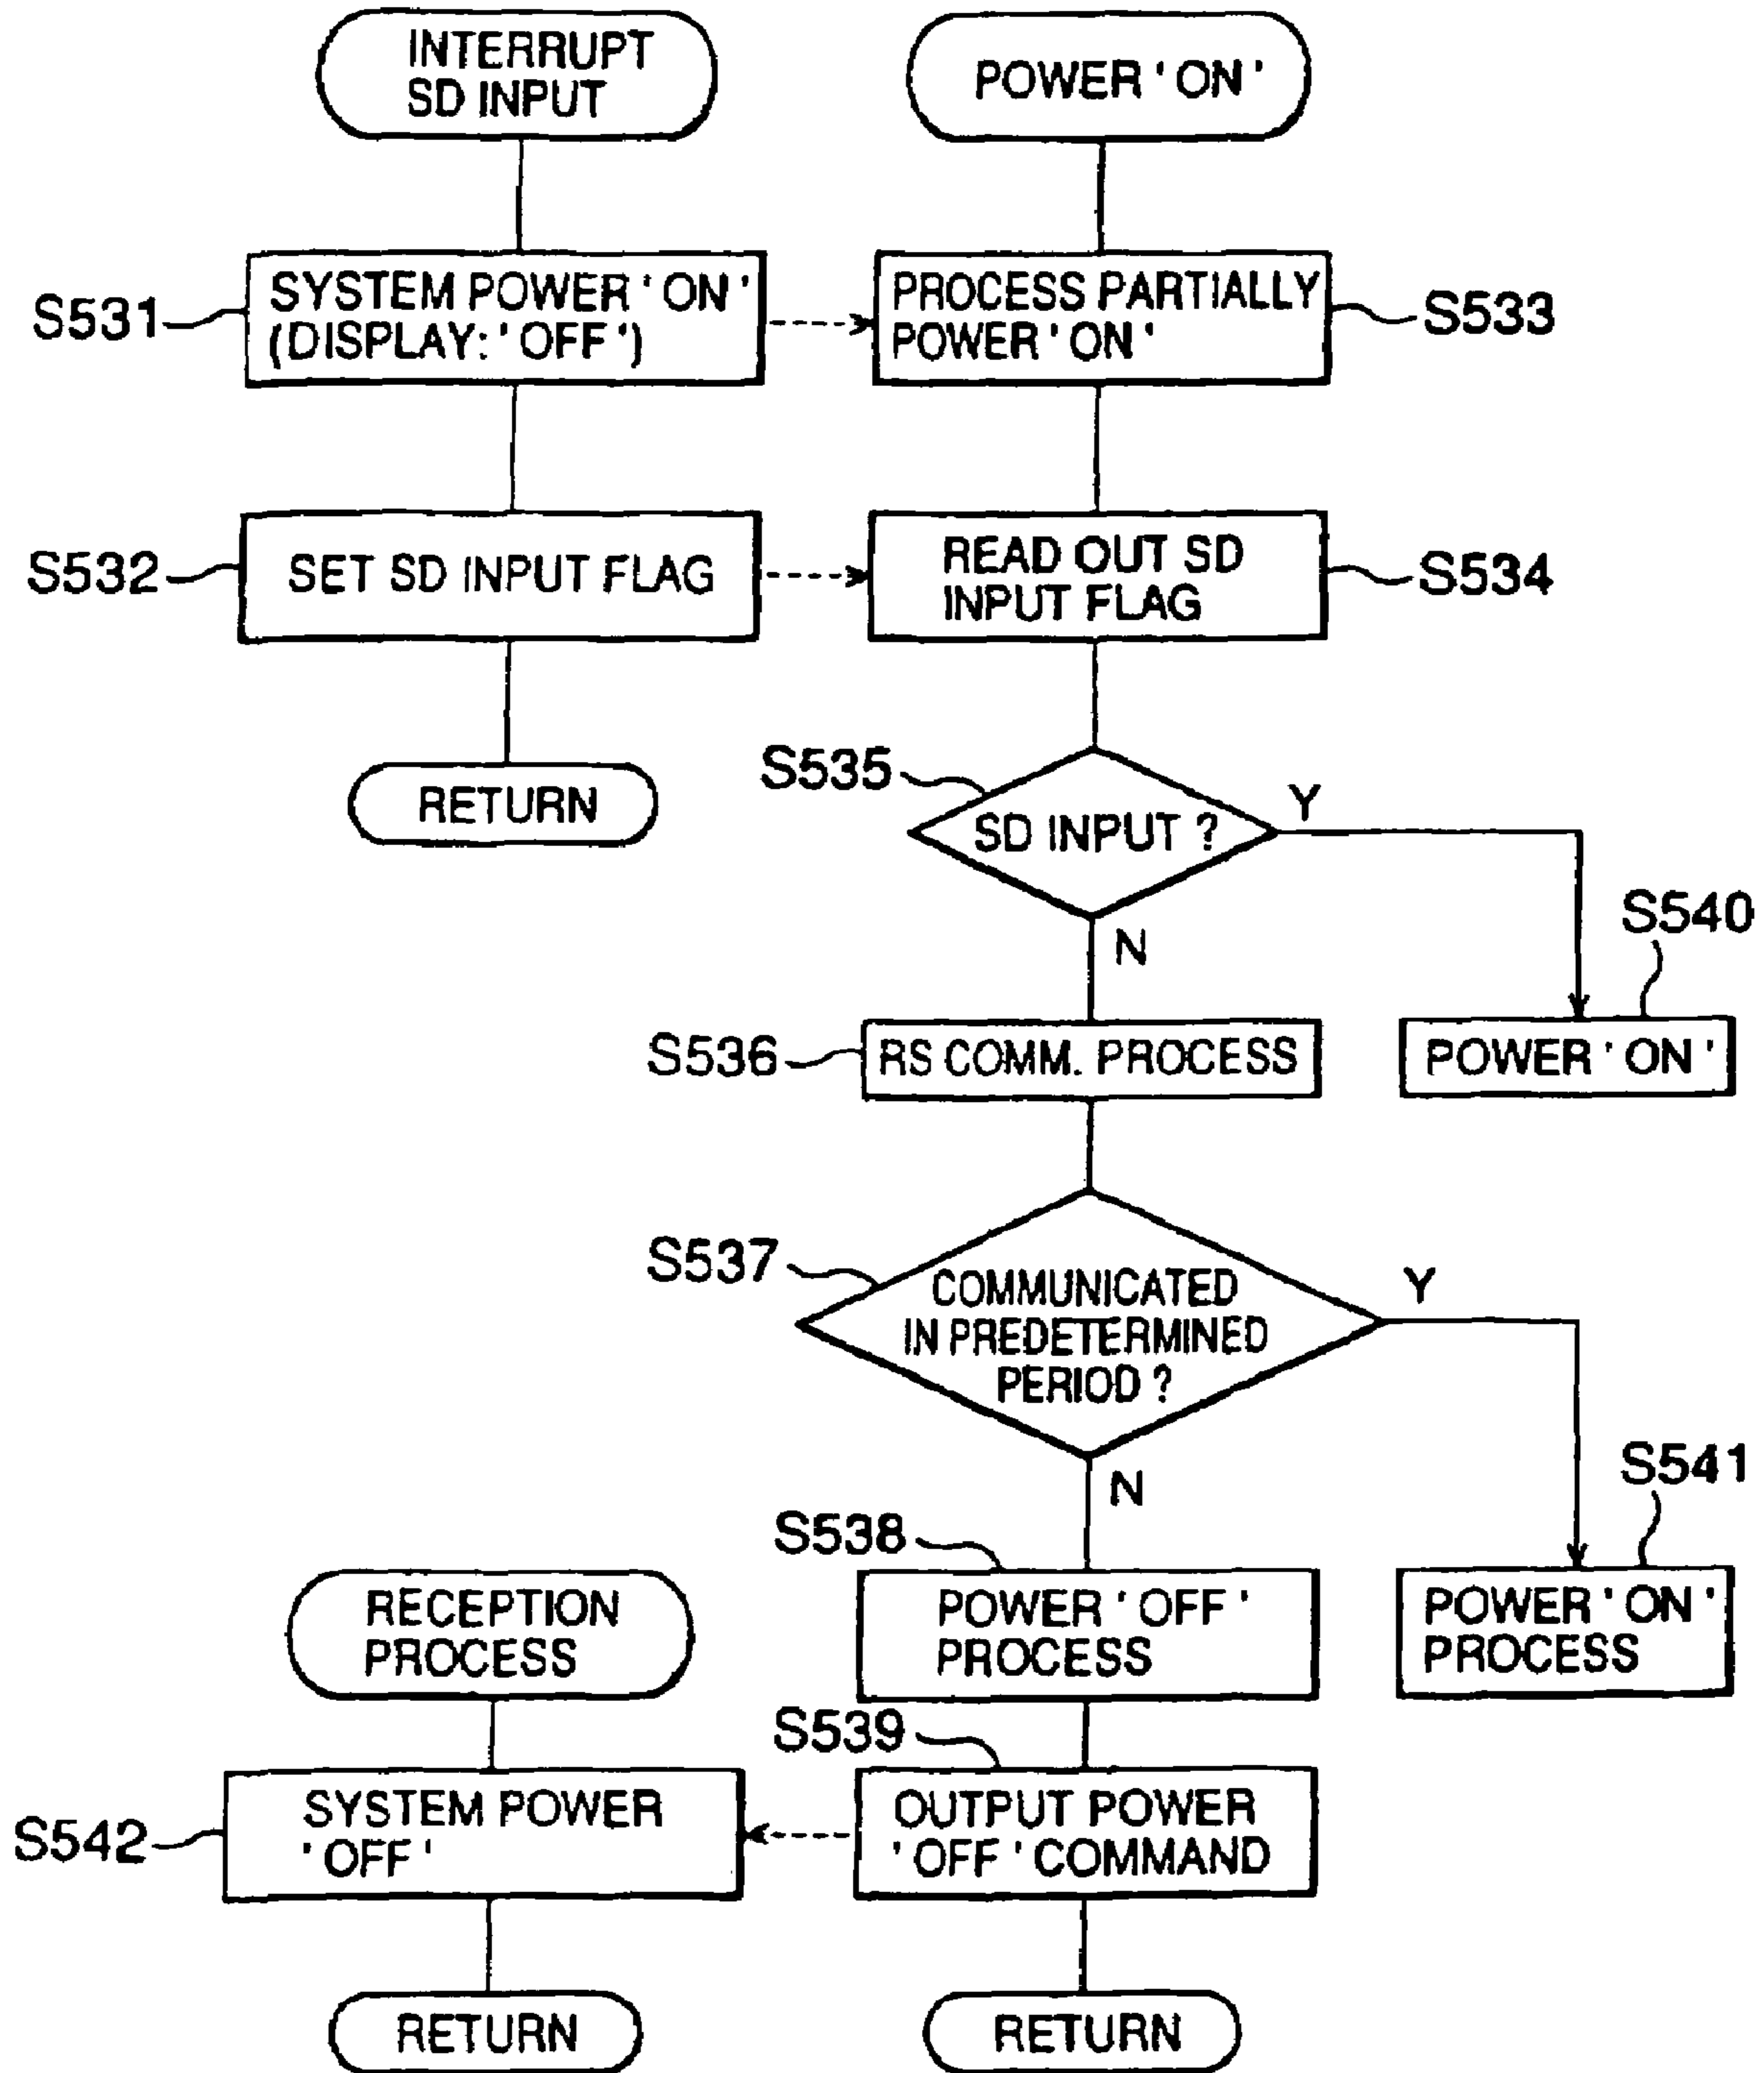 INTERRUPT
SD INPUT
POWER ' ON '
S531
SYSTEM POWER ' ON '
(DISPLAY: ' OFF ')
PROCESS PARTIALLY
POWER ' ON '
S533
S532
SET SD INPUT FLAG
READ OUT SD
INPUT FLAG
S534
RETURN
S535
SD INPUT ?
Y
N
S540
POWER ' ON '
S536
RS COMM. PROCESS
S537
COMMUNICATED
IN PREDETERMINED
PERIOD ?
Y
N
S541
POWER ' ON '
PROCESS
S538
POWER ' OFF '
PROCESS
RECEPTION
PROCESS
S539
OUTPUT POWER
' OFF ' COMMAND
S542
SYSTEM POWER
' OFF '
RETURN
RETURN